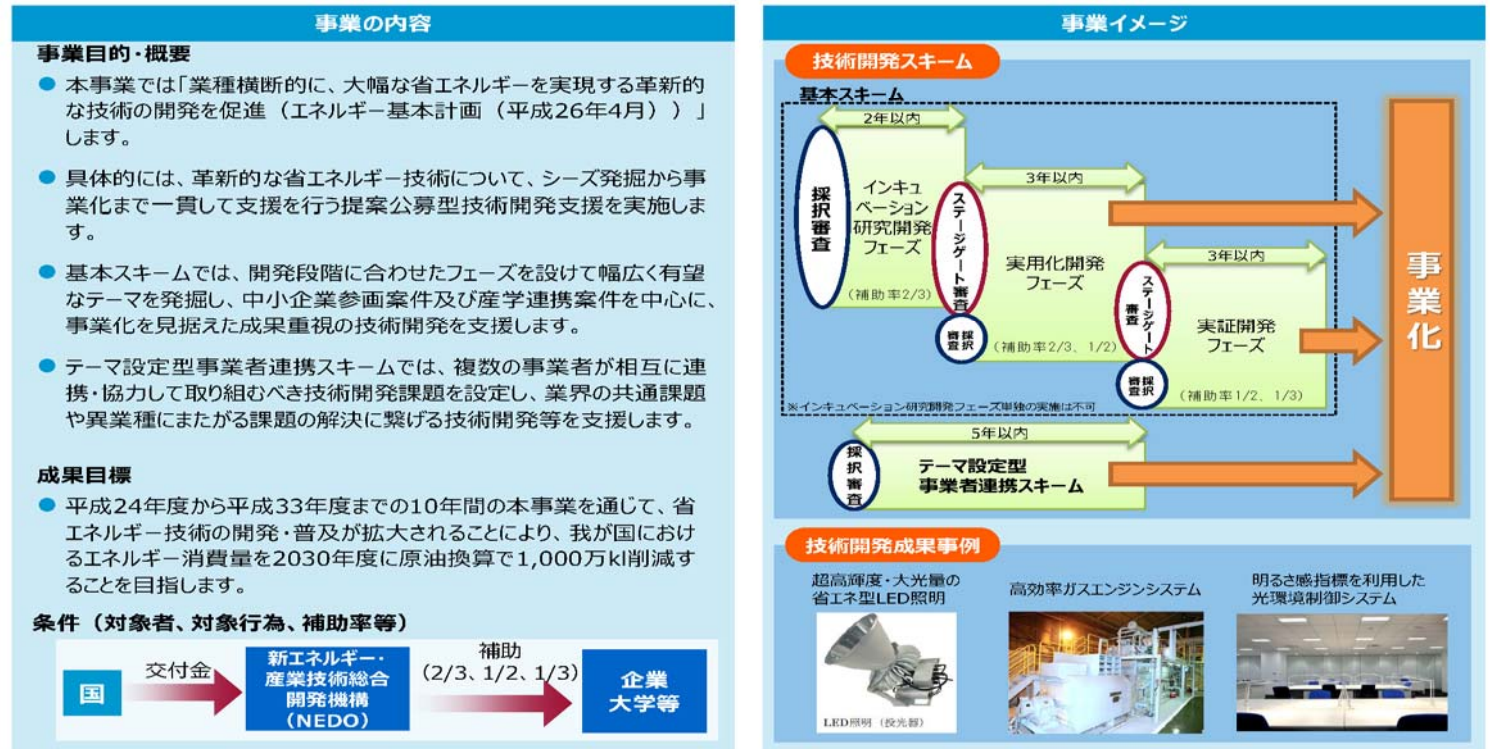 事業の内容
事業目的・概要
● 本事業では「業種横断的に、大幅な省エネルギーを実現する革新的
な技術の開発を促進（エネルギー基本計画（平成26年4月））」
します。
● 具体的には、革新的な省エネルギー技術について、シーズ発掘から事
業化まで一貫して支援を行う提案公募型技術開発支援を実施しま
す。
● 基本スキームでは、開発段階に合わせたフェーズを設けて幅広く有望
なテーマを発掘し、中小企業参画案件及び産学連携案件を中心に、
事業化を見据えた成果重視の技術開発を支援します。
● テーマ設定型事業者連携スキームでは、複数の事業者が相互に連
携・協力して取り組むべき技術開発課題を設定し、業界の共通課題
や異業種にまたがる課題の解決に繋げる技術開発等を支援します。
成果目標
● 平成24年度から平成33年度までの10年間の本事業を通じて、省
エネルギー技術の開発・普及が拡大されることにより、我が国におけ
るエネルギー消費量を2030年度に原油換算で1,000万kl削減す
ることを目指します。
条件（対象者、対象行為、補助率等）
国
交付金
新エネルギー・
産業技術総合
開発機構
（NEDO）
補助
（2/3、1/2、1/3）
企業
大学等
事業イメージ
技術開発スキーム
基本スキーム
2年以内
採択審査
インキュ
ベーション
研究開発
フェーズ
（補助率2/3）
3年以内
ステージゲート審査
採択
審査
実用化開発
フェーズ
（補助率2/3、1/2）
3年以内
ステージゲート
審査
採択
審査
実証開発
フェーズ
（補助率1/2、1/3）
※インキュベーション研究開発フェーズ単独の実施は不可
5年以内
採択審査
テーマ設定型
事業者連携スキーム
事業化
技術開発成果事例
超高輝度・大光量の
省エネ型LED照明
LED照明（投光器）
高効率ガスエンジンシステム
明るさ感指標を利用した
光環境制御システム